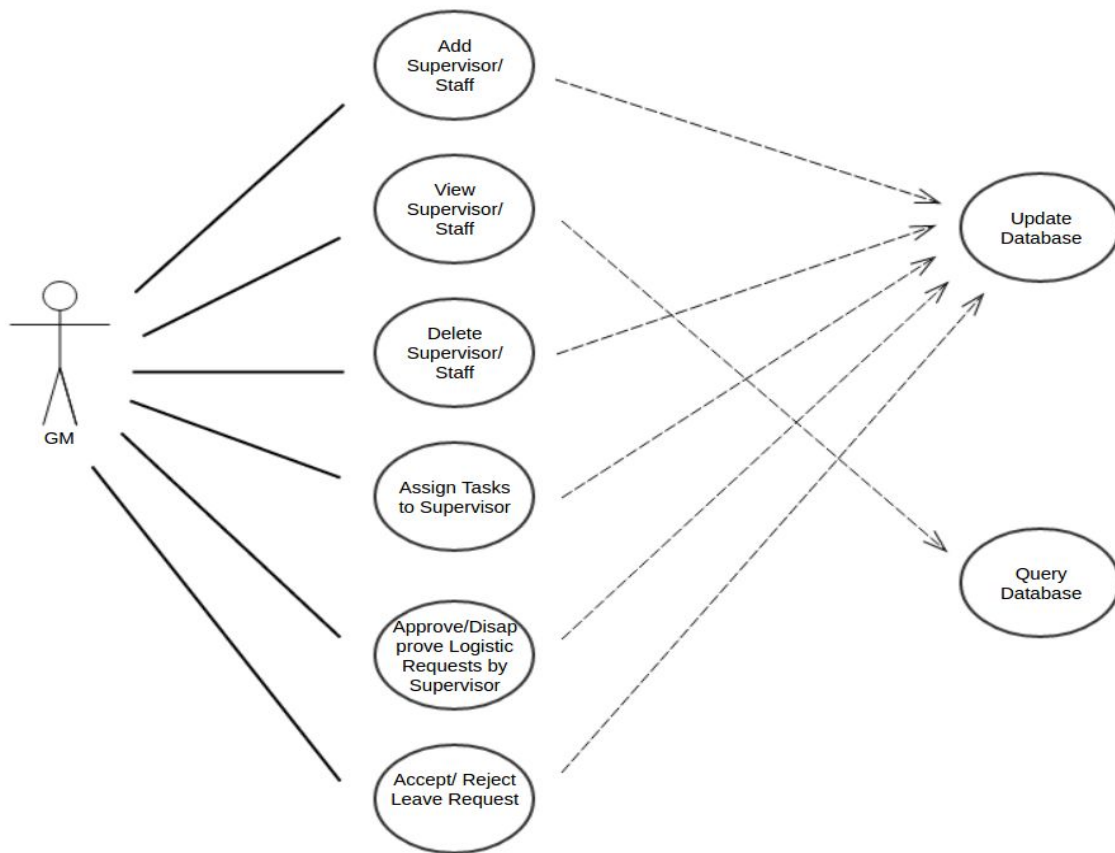 Add
Supervisor/
Staff
View
Supervisor/
Staff
Update
Database
GM
Delete
Supervisor/
Staff
Assign Tasks
to Supervisor
Query
Database
Approve/Disap
prove Logistic
Requests by
Supervisor
Accept/ Reject
Leave Request